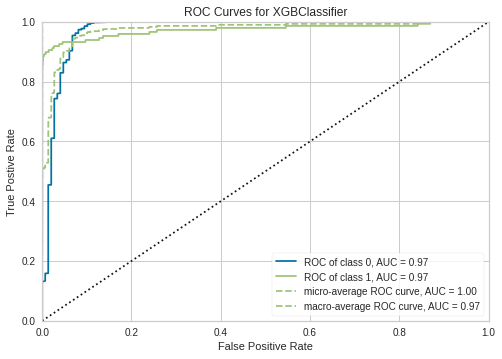 ROC Curves for XGBClassifier
True Positive Rate
1.0
0.8
0.6
0.4
0.2
0.0
ROC of class 0, AUC = 0.97
ROC of class 1, AUC = 0.97
micro-average ROC curve, AUC = 1.00
macro-average ROC curve, AUC = 0.97
0.0 0.2 0.4 0.6 0.8 1.0
False Positive Rate